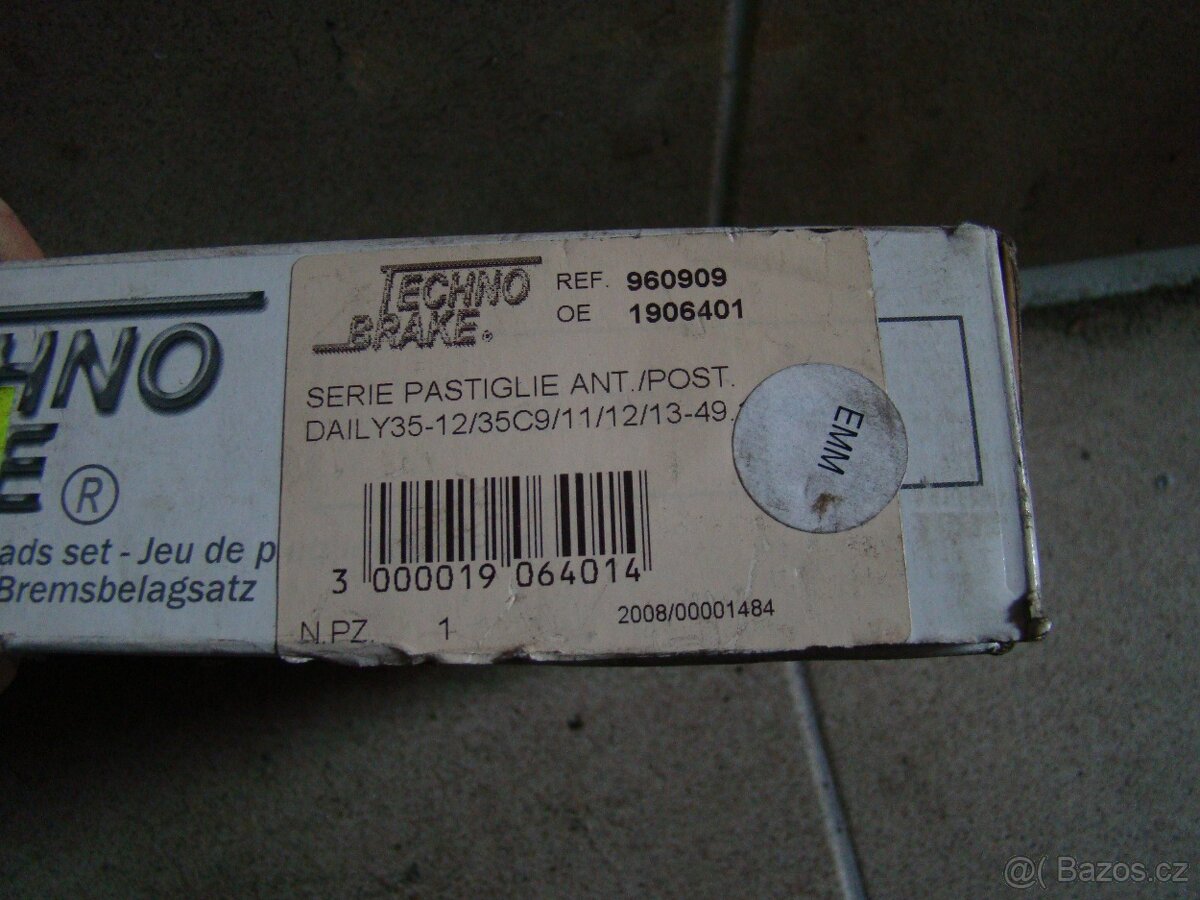 TECHNO
BRAKE®
REF. 960909
OE 1906401
SERIE PASTIGLIE ANT./POST.
DAILY35-12/35C9/11/12/13-49.
EMM
3 000019 064014
N.PZ. 1
2008/00001484
HNO
E ®
ads set - Jeu de p
Bremsbelagsatz
@( Bazos.cz